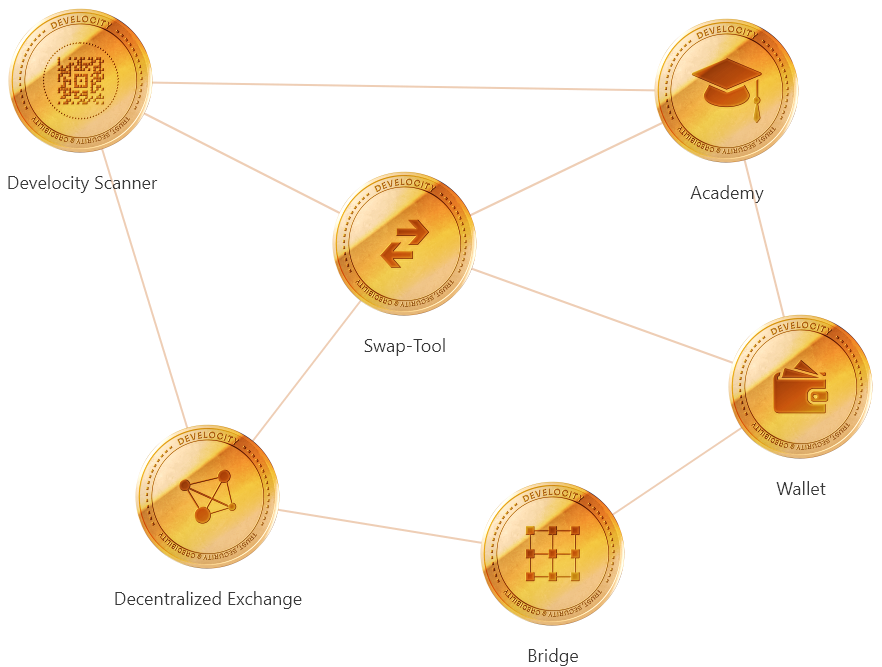 DEVELOCITY
TRUST, SECURITY & CREDIBILITY
Develocity Scanner
DEVELOCITY
TRUST, SECURITY & CREDIBILITY
Academy
DEVELOCITY
TRUST, SECURITY & CREDIBILITY
Swap-Tool
DEVELOCITY
TRUST, SECURITY & CREDIBILITY
Wallet
DEVELOCITY
TRUST, SECURITY & CREDIBILITY
Decentralized Exchange
DEVELOCITY
TRUST, SECURITY & CREDIBILITY
Bridge